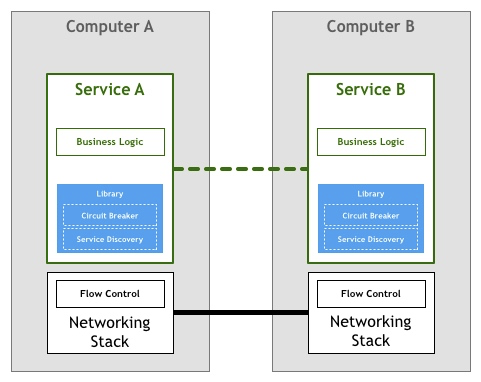 Computer A
Service A
Business Logic
Library
Circuit Breaker
Service Discovery
Flow Control
Networking
Stack
Computer B
Service B
Business Logic
Library
Circuit Breaker
Service Discovery
Flow Control
Networking
Stack